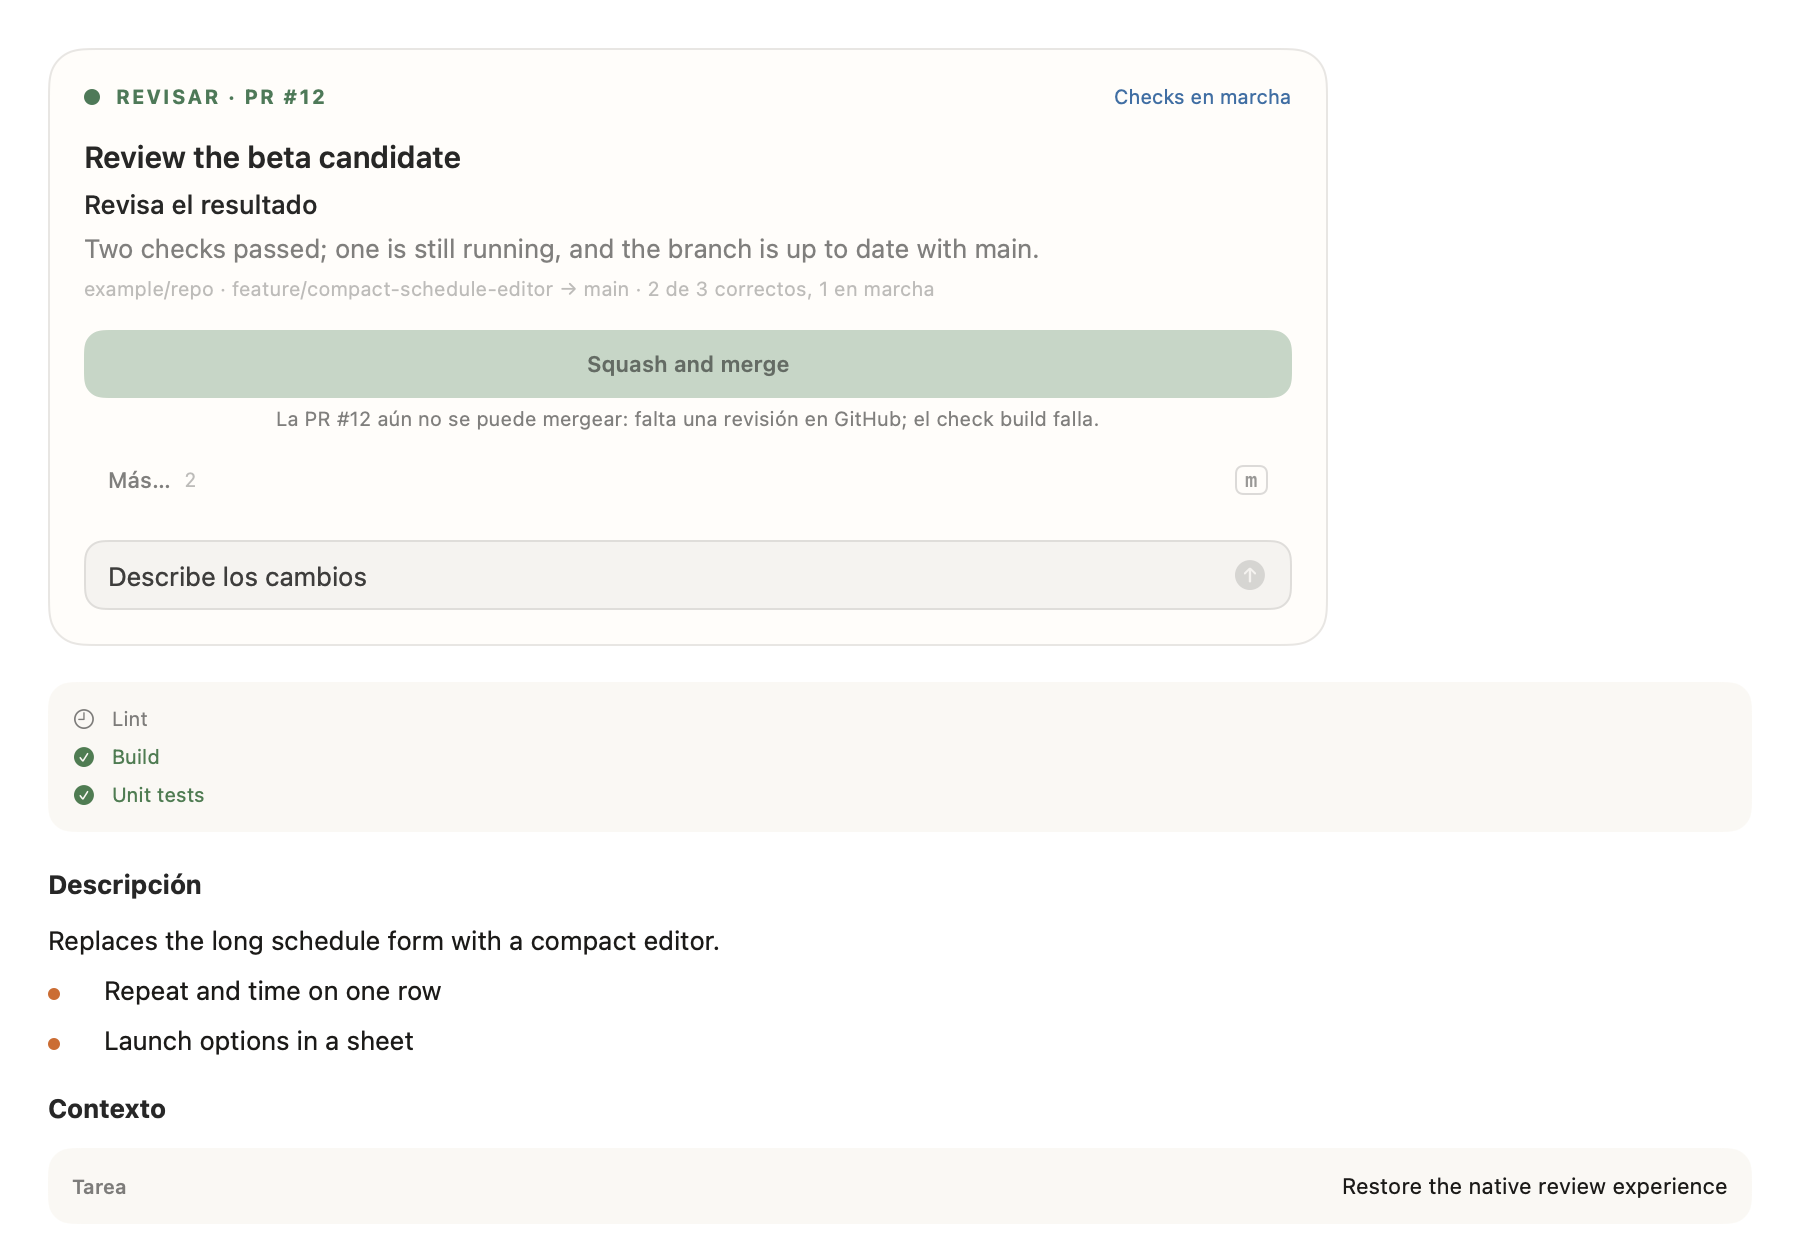 REVISAR · PR #12
Checks en marcha
Review the beta candidate
Revisa el resultado
Two checks passed; one is still running, and the branch is up to date with main.
example/repo · feature/compact-schedule-editor → main · 2 de 3 correctos, 1 en marcha
Squash and merge
La PR #12 aún no se puede mergear: falta una revisión en GitHub; el check build falla.
Más... 2
m
Describe los cambios
Lint
Build
Unit tests
Descripción
Replaces the long schedule form with a compact editor.
Repeat and time on one row
Launch options in a sheet
Contexto
Tarea
Restore the native review experience